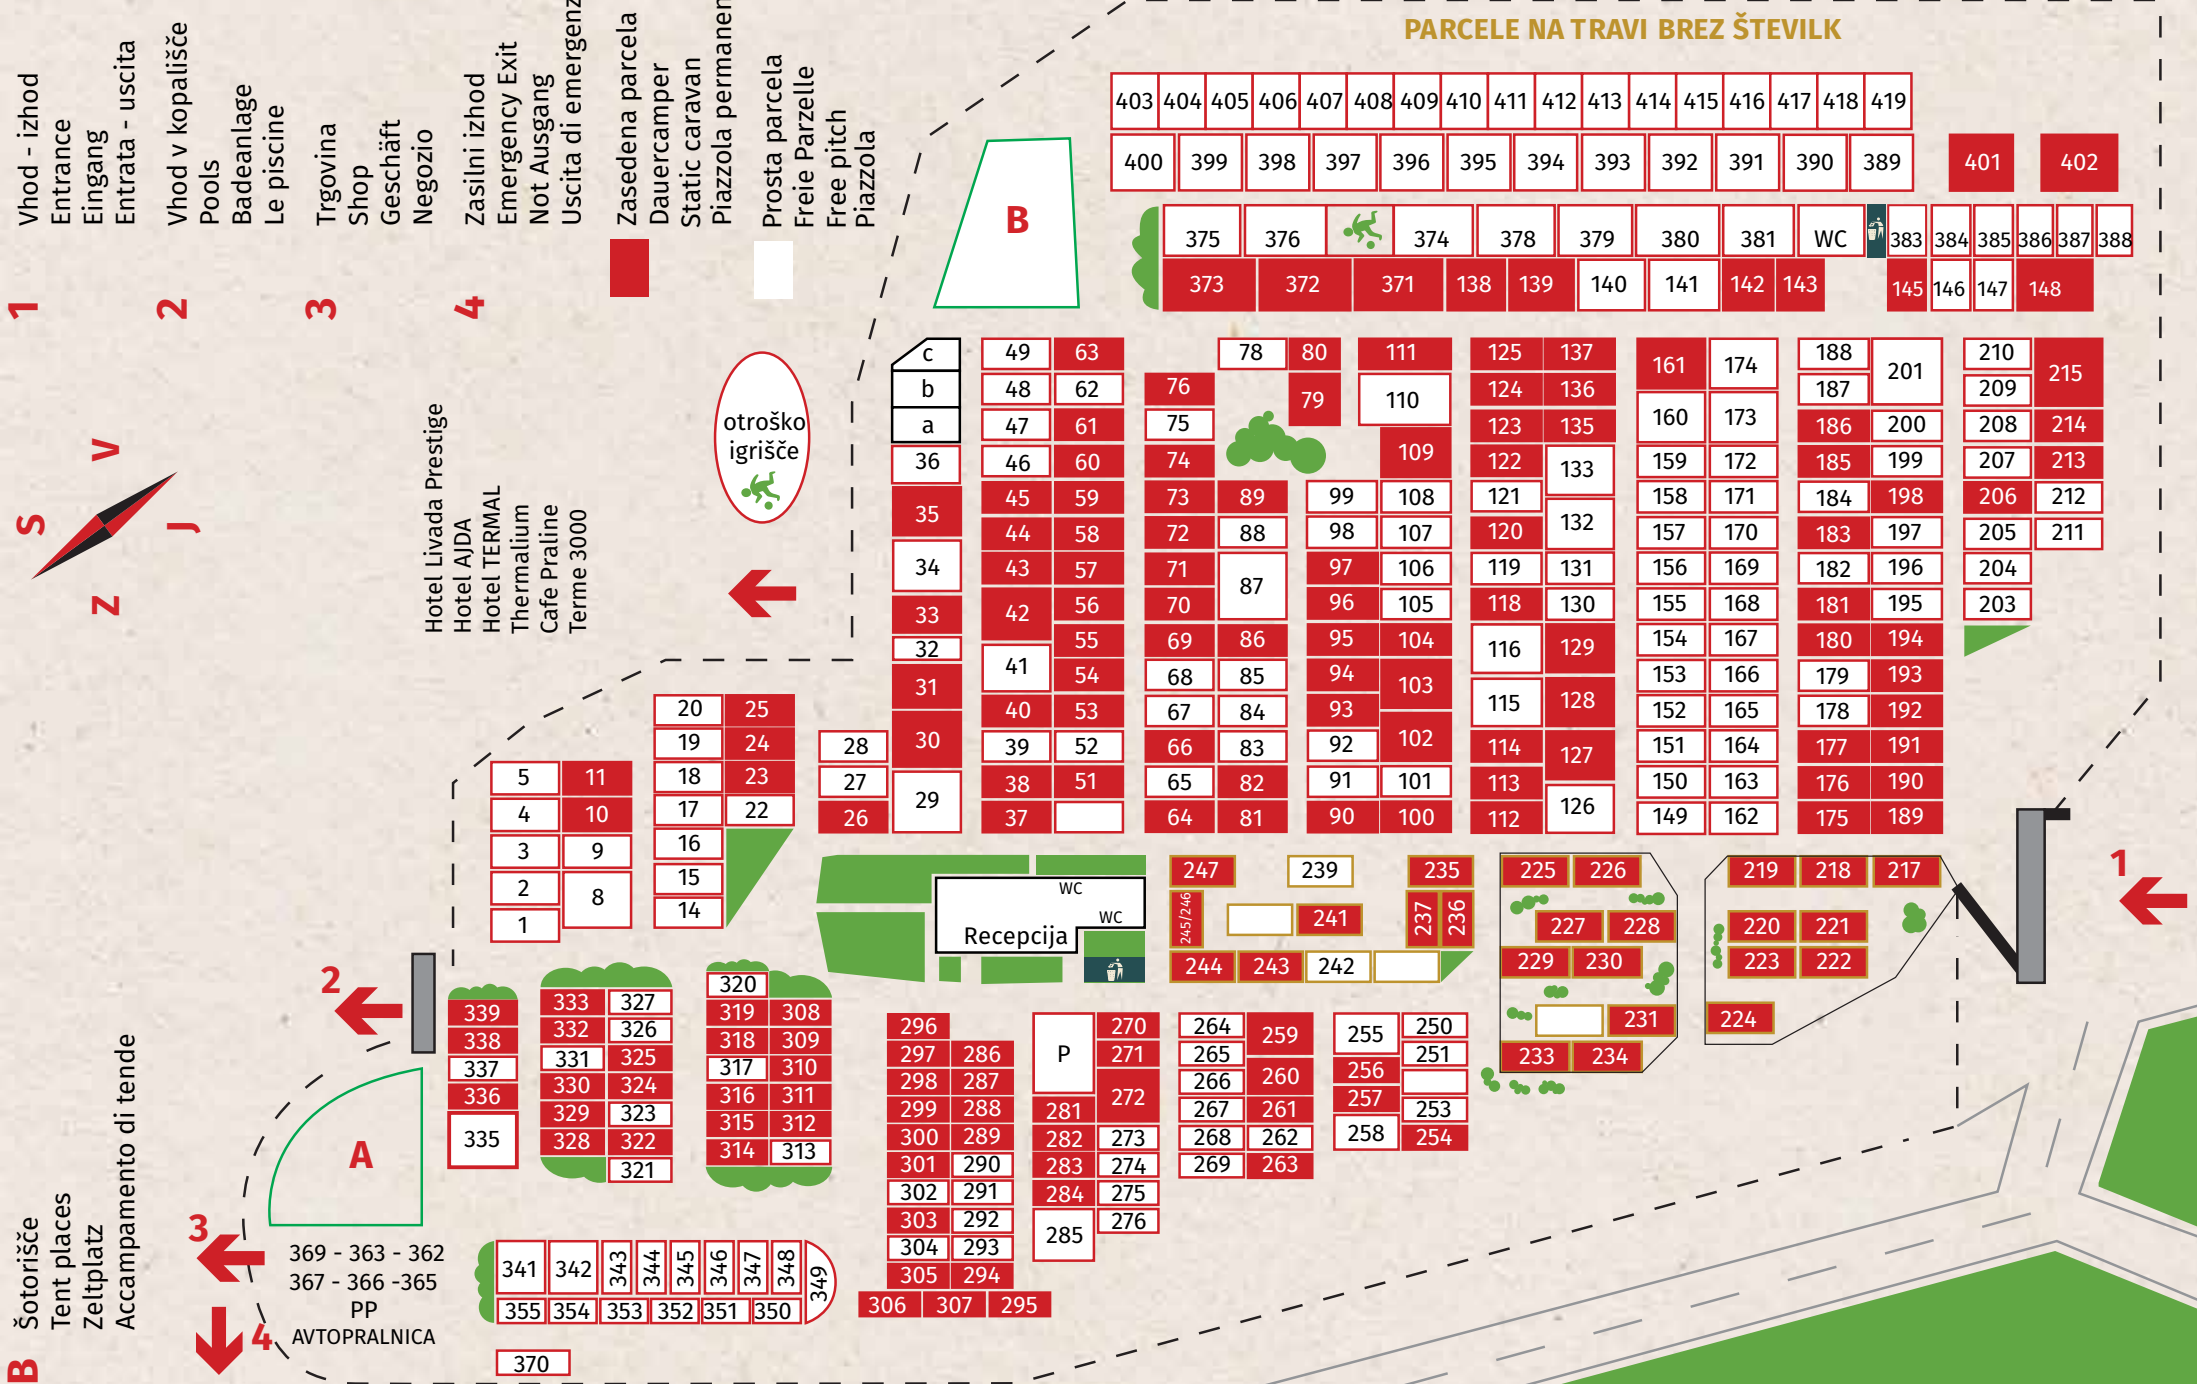 PARCELE NA TRAVI BREZ ŠTEVILK
1
Vhod - izhod
Entrance
Eingang
Entrata - uscita
2
Vhod v kopališče
Pools
Badeanlage
Le piscine
3
Trgovina
Shop
Geschäft
Negozio
4
Zasilni izhod
Emergency Exit
Not Ausgang
Uscita di emergenz
Zasedena parcela
Dauercamper
Static caravan
Piazzola permanen
Prosta parcela
Freie Parzelle
Free pitch
Piazzola
403 404 405 406 407 408 409 410 411 412 413 414 415 416 417 418 419
400 399 398 397 396 395 394 393 392 391 390 389 401 402
B
375 376 374 378 379 380 381 WC 383 384 385 386 387 388
373 372 371 138 139 140 141 142 143 145 146 147 148
S V J Z
Hotel Livada Prestige
Hotel AJDA
Hotel TERMAL
Thermalium
Cafe Praline
Terme 3000
otroško
igrišče
c 49 63 78 80 111 125 137 161 174 188 201 210 215
b 48 62 76 79 110 124 136 160 173 187 209
a 47 61 75 109 123 135 186 200 208 214
36 46 60 74 122 133 159 172 185 199 207 213
35 45 59 73 89 99 108 121 158 171 184 198 206 212
44 58 72 88 98 107 120 132 157 170 183 197 205 211
34 43 57 71 87 97 106 119 131 156 169 182 196 204
33 42 56 70 96 105 118 130 155 168 181 195 203
32 55 69 86 95 104 116 129 154 167 180 194
31 41 54 68 85 94 103 153 166 179 193
20 25 40 53 67 84 93 115 128 152 165 178 192
19 24 28 30 39 52 66 83 92 102 114 127 151 164 177 191
5 11 18 23 27 29 38 51 65 82 91 101 113 150 163 176 190
4 10 17 22 26 37 64 81 90 100 112 126 149 162 175 189
3 9 16
2 8 15
1 14
WC
WC
Recepcija
247 239 235 225 226 219 218 217
245/246 241 237 236 227 228 220 221
244 243 242 229 230 223 222
231 224
233 234
1
2
339 333 327 320
338 332 326 319 308
337 331 325 318 309
336 330 324 317 310
335 329 323 316 311
328 322 315 312
321 314 313
296 P 270 264 259 255 250
297 286 271 265 251
298 287 272 266 260 256
299 288 281 267 261 257 253
300 289 282 273 268 262 258 254
301 290 283 274 269 263
302 291 284 275
303 292 285 276
304 293
305 294
306 307 295
A
3
369 - 363 - 362
367 - 366 -365
PP
AVTOPRALNICA
4
341 342 343 344 345 346 347 348 349
355 354 353 352 351 350
370
B
Šotorišče
Tent places
Zeltplatz
Accampamento di tende